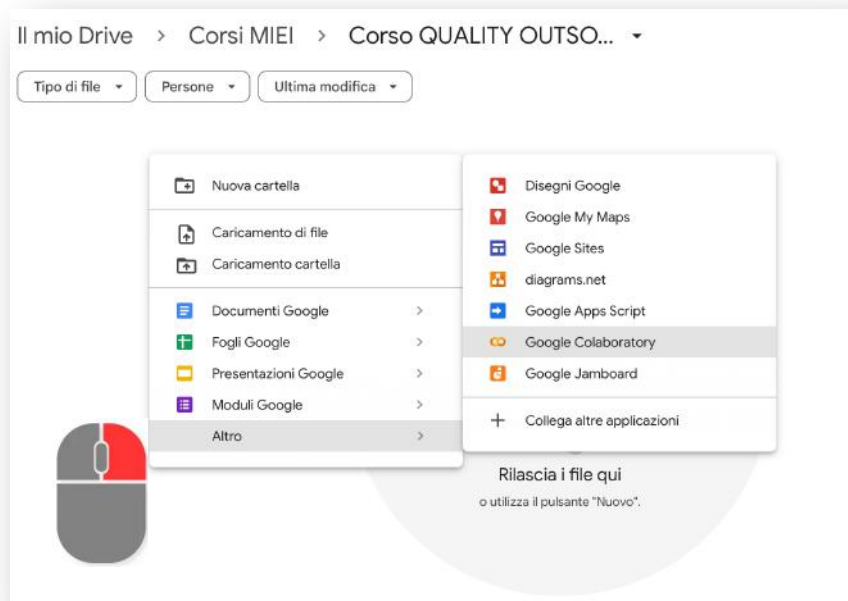 Il mio Drive > Corsi MIEI > Corso QUALITY OUTSO...
Tipo di file
Persone
Ultima modifica
Nuova cartella
Caricamento di file
Caricamento cartella
Documenti Google
Fogli Google
Presentazioni Google
Moduli Google
Altro
Disegni Google
Google My Maps
Google Sites
diagrams.net
Google Apps Script
Google Colaboratory
Google Jamboard
Collega altre applicazioni
Rilascia i file qui
o utilizza il pulsante "Nuovo".